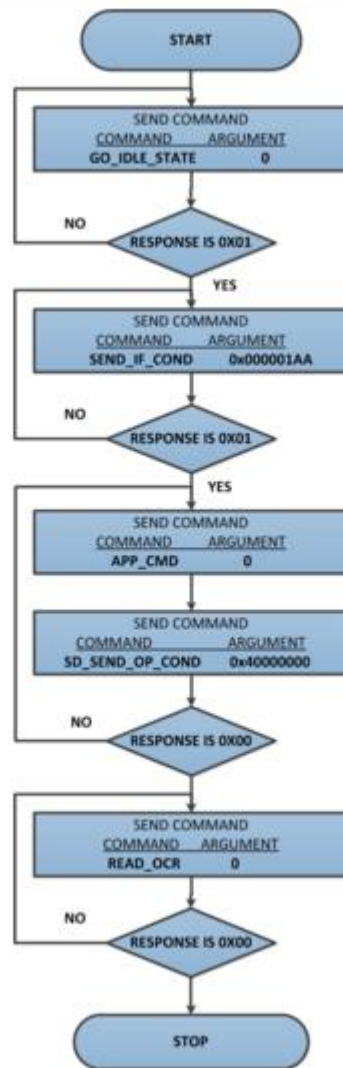 START
SEND COMMAND
COMMAND ARGUMENT
GO_IDLE_STATE 0
NO
RESPONSE IS 0X01
YES
SEND COMMAND
COMMAND ARGUMENT
SEND_IF_COND 0x000001AA
NO
RESPONSE IS 0X01
YES
SEND COMMAND
COMMAND ARGUMENT
APP_CMD 0
SEND COMMAND
COMMAND ARGUMENT
SD_SEND_OP_COND 0x40000000
NO
RESPONSE IS 0X00
SEND COMMAND
COMMAND ARGUMENT
READ_OCR 0
NO
RESPONSE IS 0X00
STOP